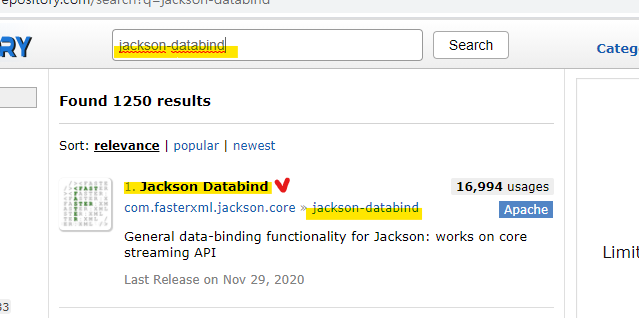 repository.com/search?q=jackson-databind
RY
jackson-databind
Search
Categ
Found 1250 results
Sort: relevance | popular | newest
1. Jackson Databind
16,994 usages
com.fasterxml.jackson.core » jackson-databind
Apache
General data-binding functionality for Jackson: works on core
streaming API
Last Release on Nov 29, 2020
Limit
33